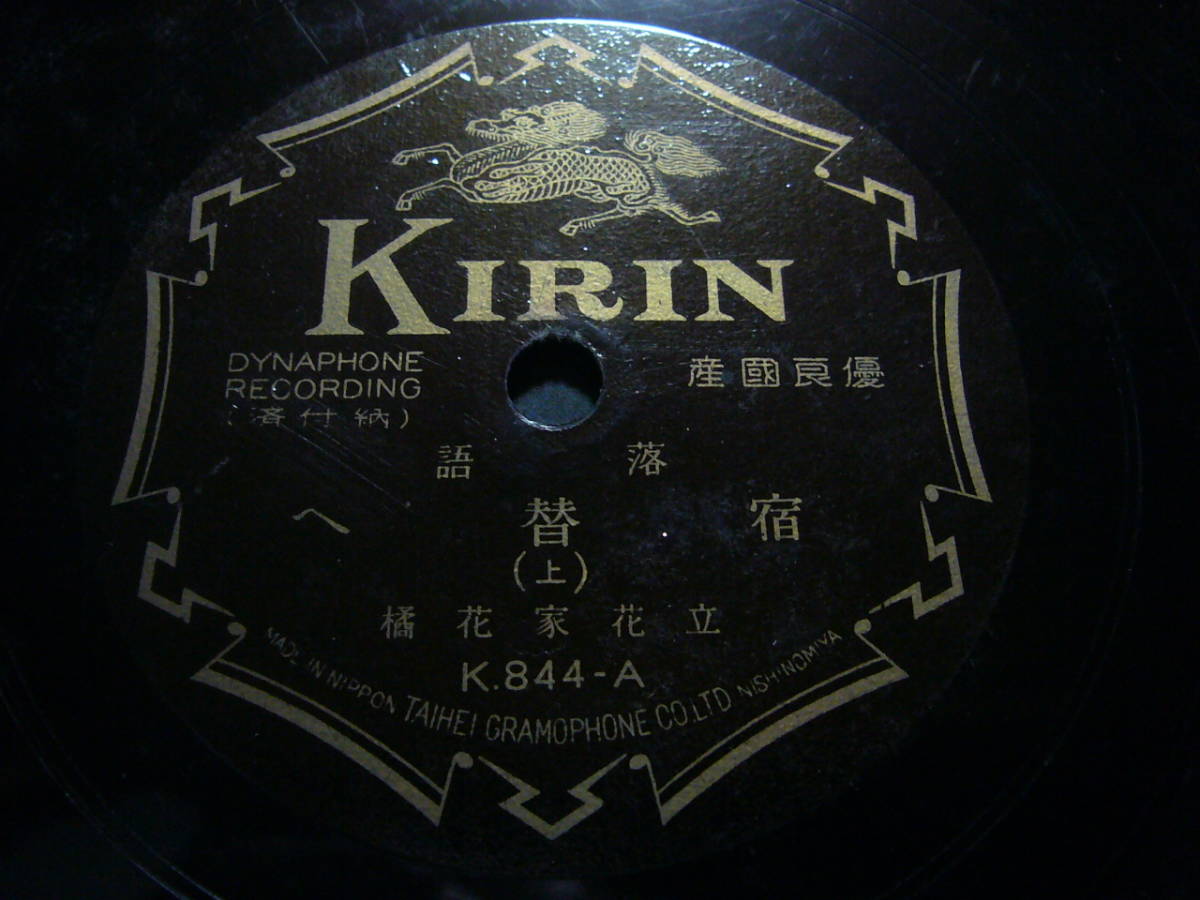 KIRIN
DYNAPHONE
RECORDING
(納付済)
優良國産
落語
宿替へ
(上)
立花家花橘
K.844-A
MADE IN NIPPON TAIHEI GRAMOPHONE CO.LTD NISHINOMIYA